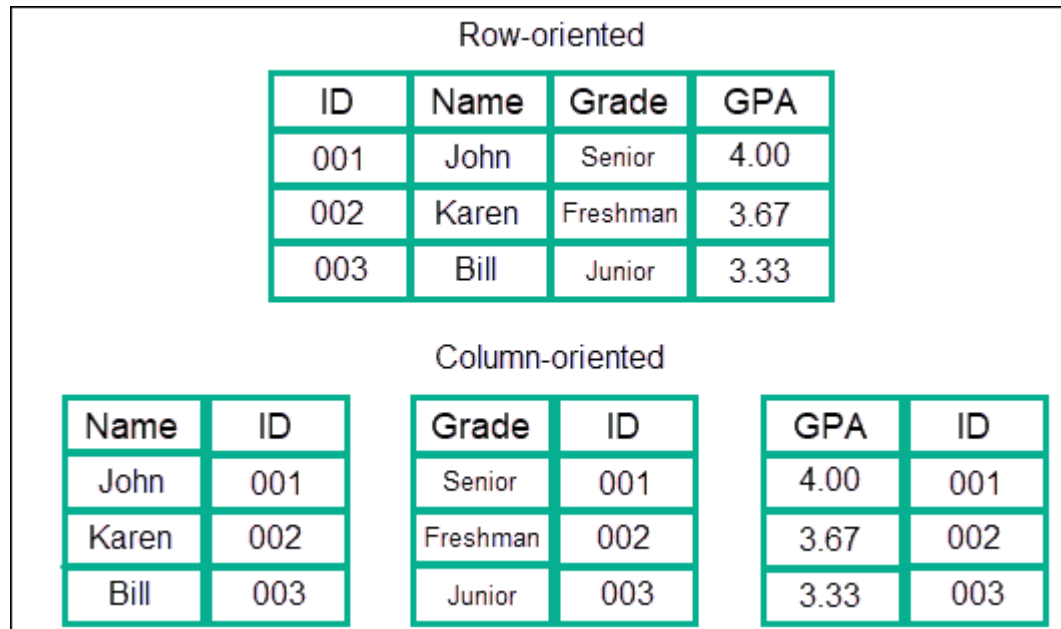 Row-oriented
ID Name Grade GPA
001 John Senior 4.00
002 Karen Freshman 3.67
003 Bill Junior 3.33
Column-oriented
Name ID Grade ID GPA ID
John 001 Senior 001 4.00 001
Karen 002 Freshman 002 3.67 002
Bill 003 Junior 003 3.33 003